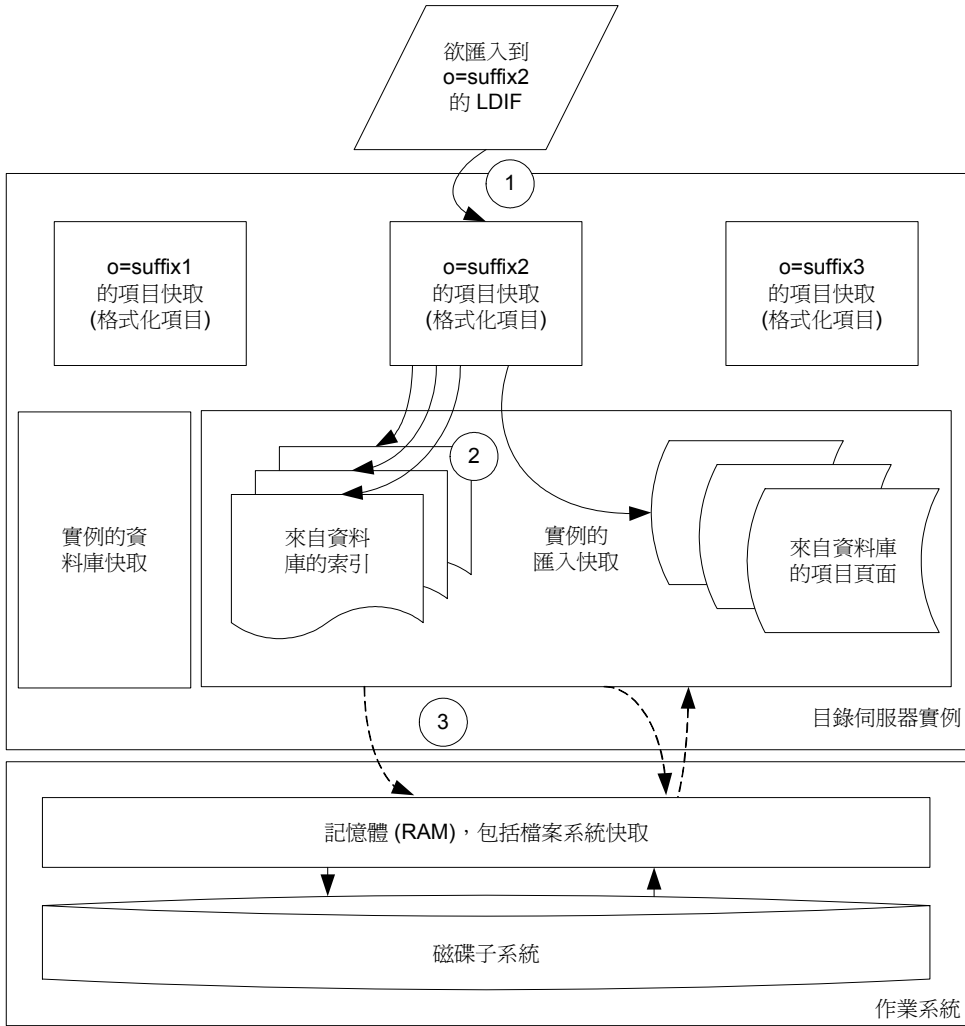 欲匯入到
o=suffix2
的 LDIF
1
o=suffix1
的項目快取
(格式化項目)
o=suffix2
的項目快取
(格式化項目)
o=suffix3
的項目快取
(格式化項目)
2
實例的資
料庫快取
來自資料
庫的索引
實例的
匯入快取
來自資料庫
的項目頁面
3
目錄伺服器實例
記憶體 (RAM)，包括檔案系統快取
磁碟子系統
作業系統